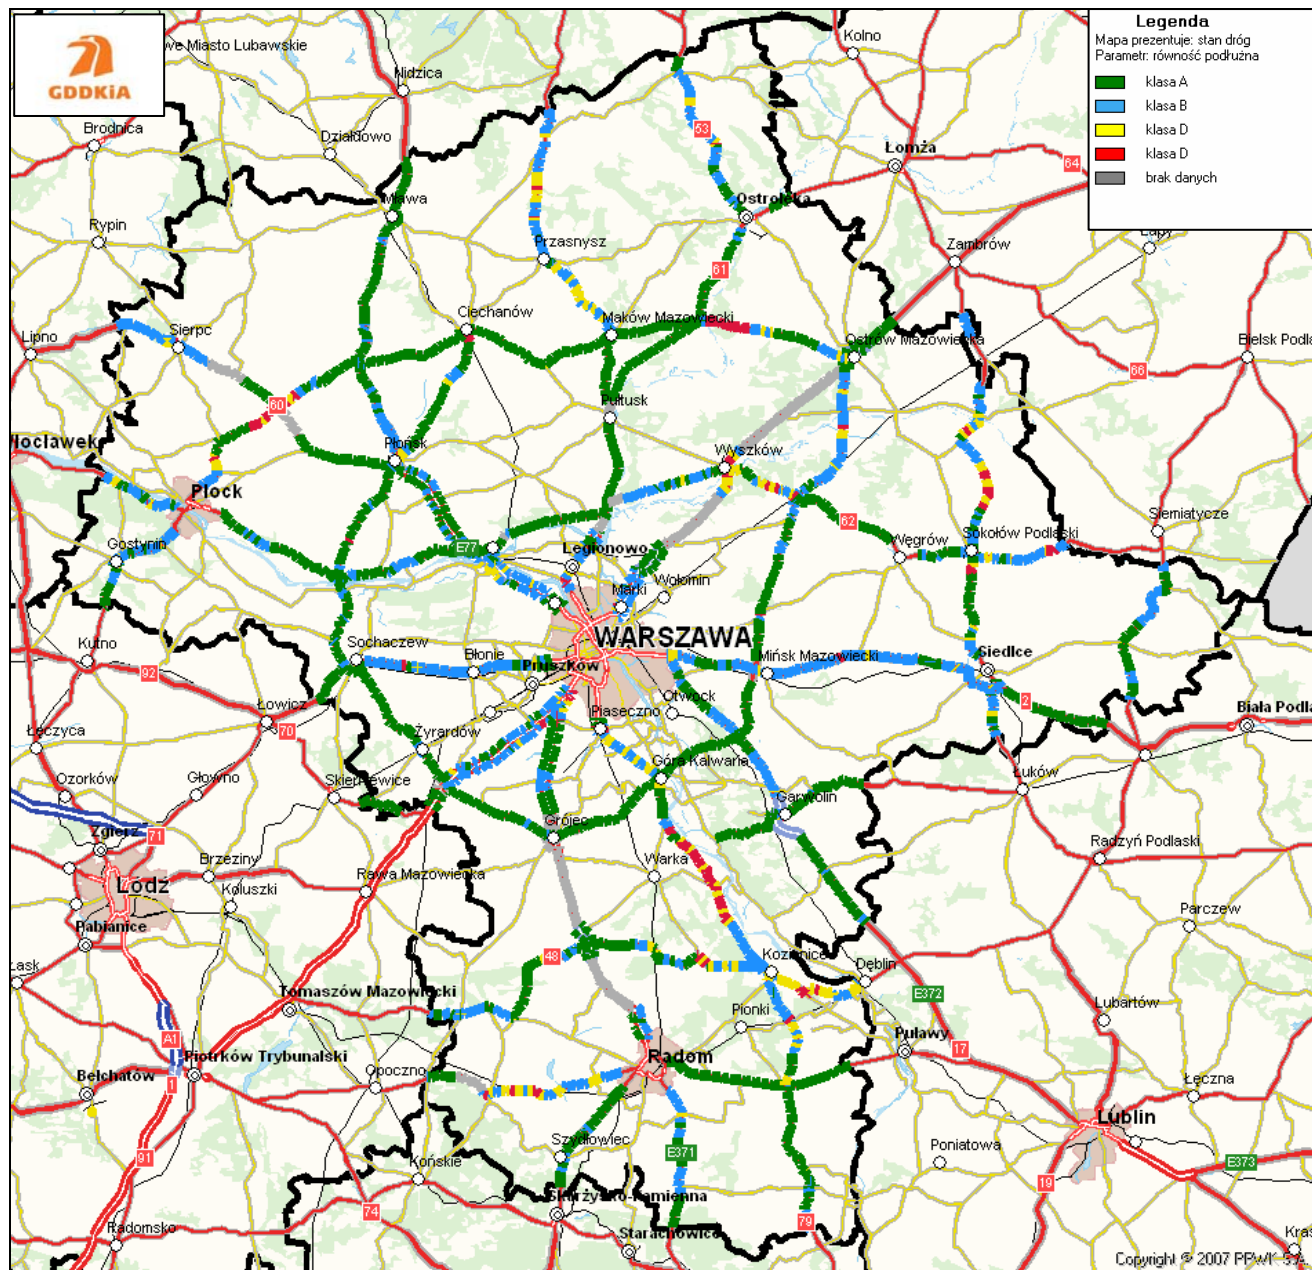 GDDKiA
we Miasto Lubawskie
Nidzica
Kolno
Legenda
Mapa prezentuje: stan dróg
Parametr: równość podłużna
klasa A
klasa B
klasa D
klasa D
brak danych
Brodnica
Działdowo
53
Łomża
64
Mława
Ostrołęka
Rypin
Przasnysz
Zambrów
Łapy
61
Lipno
Sierpc
Ciechanów
Maków Mazowiecki
Ostrów Mazowiecka
Bielsk Podla
66
60
Pułtusk
Włocławek
Płońsk
Wyszków
Płock
62
Siemiatycze
Gostynin
E77
Legionowo
Węgrów
Sokołów Podlaski
Marki
Wołomin
Kutno
92
Sochaczew
Błonie
WARSZAWA
Pruszków
Mińsk Mazowiecki
Siedlce
Otwock
2
Łowicz
70
Piaseczno
Biała Podla
Łęczyca
Żyrardów
Ozorków
Głowno
Skierniewice
Góra Kalwaria
Łuków
Garwolin
Zgierz
71
Grójec
Radzyń Podlaski
Brzeziny
Warka
Łódź
Koluszki
Rawa Mazowiecka
Parczew
Pabianice
48
Łask
Kozienice
Dęblin
Tomaszów Mazowiecki
E372
Pionki
Lubartów
A1
Piotrków Trybunalski
Radom
Puławy
17
Bełchatów
1
Opoczno
Łęczna
Lublin
Szydłowiec
E371
Poniatowa
91
Końskie
E373
19
Skarżysko-Kamienna
74
79
Radomsko
Starachowice
Kraś
Copyright © 2007 PPWK S.A.